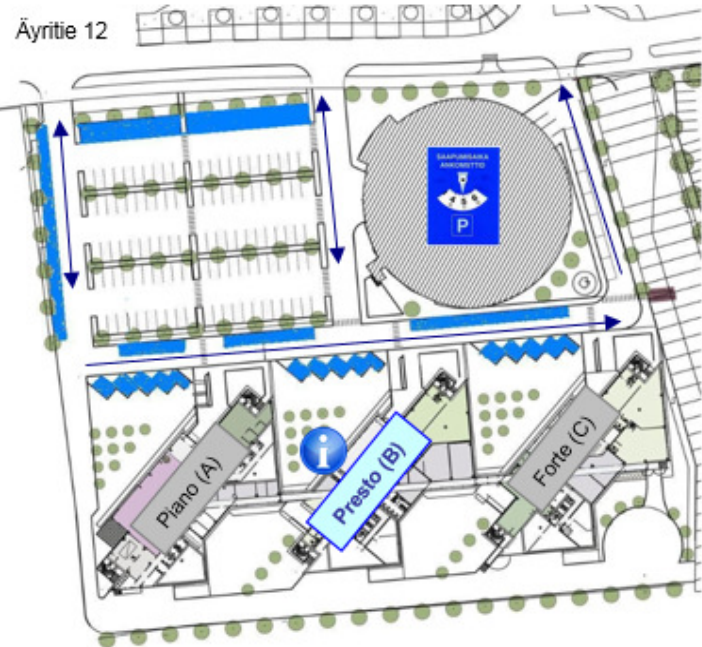 Äyritie 12
SAAPUMISAIKA
ANKOMSTTID
P
i
Piano (A)
Presto (B)
Forte (C)